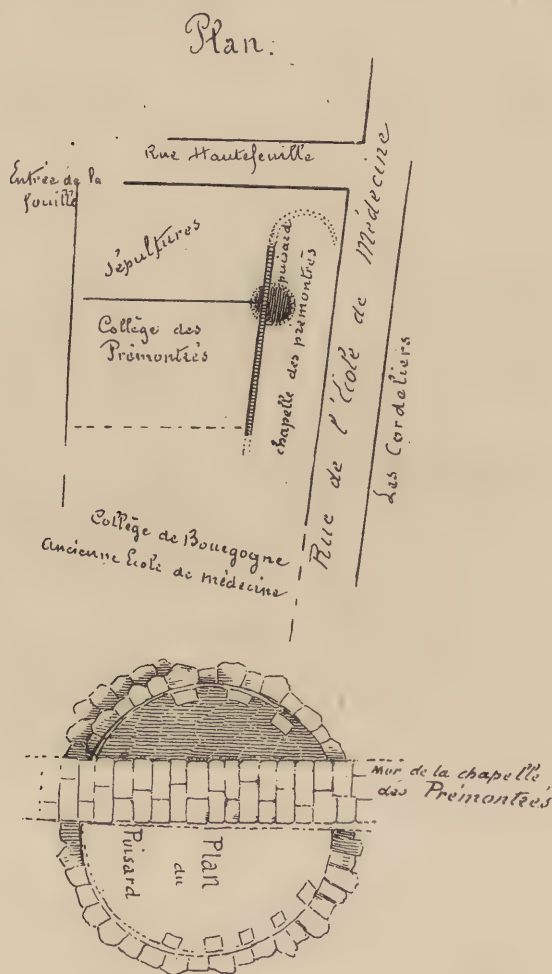 Plan.
Rue Hautefeuille
Entrée de la
fouille
Sépultures
Collège des
Prémontrés
puisard
chapelle des prémontrés
Rue de l'École de Médecine
Les Cordeliers
Collège de Bourgogne
Ancienne École de médecine
Mur de la chapelle
des Prémontrés
Plan
du
Puisard